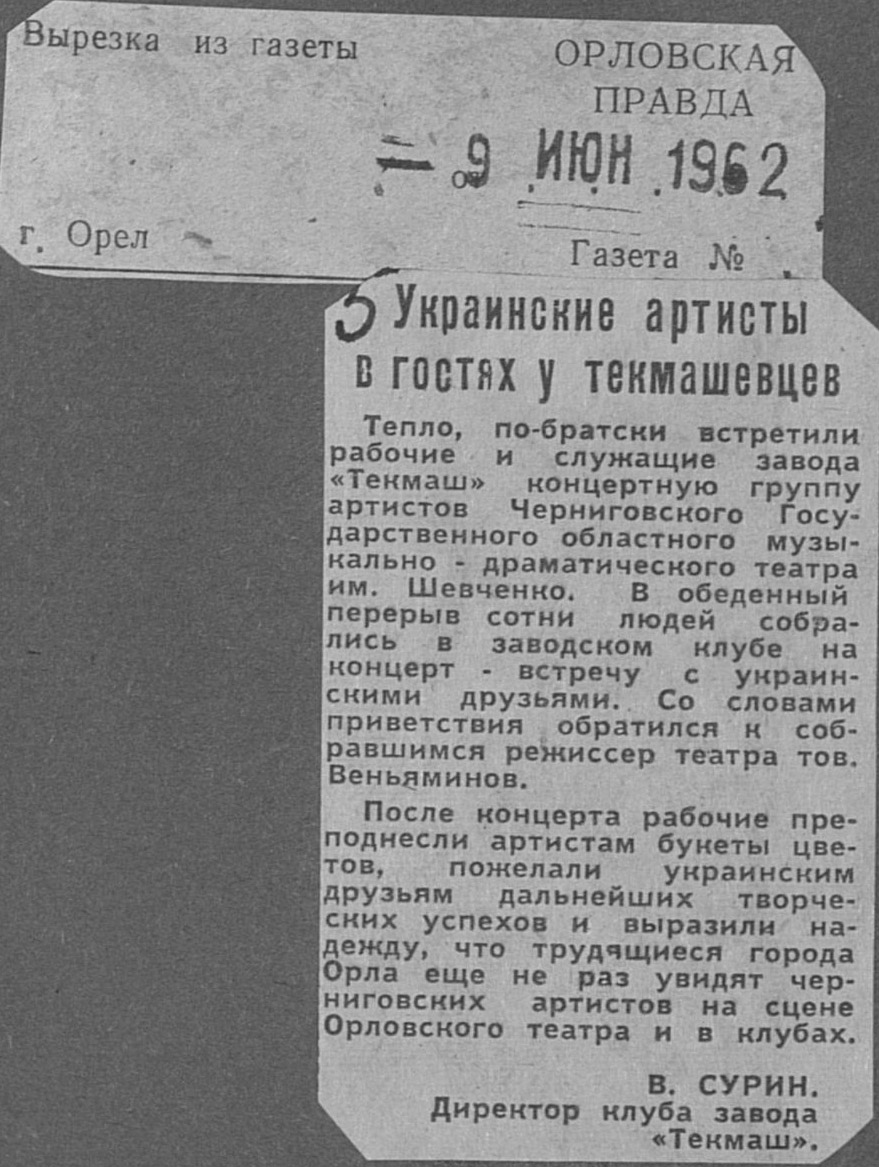 Вырезка из газеты
ОРЛОВСКАЯ
ПРАВДА
от 9 ИЮН 1962
г. Орел
Газета №
5 Украинские артисты
в гостях у текмашевцев
Тепло, по-братски встретили
рабочие и служащие завода
«Текмаш» концертную группу
артистов Черниговского Госу-
дарственного областного музы-
кально - драматического театра
им. Шевченко. В обеденный
перерыв сотни людей собра-
лись в заводском клубе на
концерт - встречу с украин-
скими друзьями. Со словами
приветствия обратился к соб-
равшимся режиссер театра тов.
Веньяминов.
После концерта рабочие пре-
поднесли артистам букеты цве-
тов, пожелали украинским
друзьям дальнейших творче-
ских успехов и выразили на-
дежду, что трудящиеся города
Орла еще не раз увидят чер-
ниговских артистов на сцене
Орловского театра и в клубах.
В. СУРИН.
Директор клуба завода
«Текмаш».